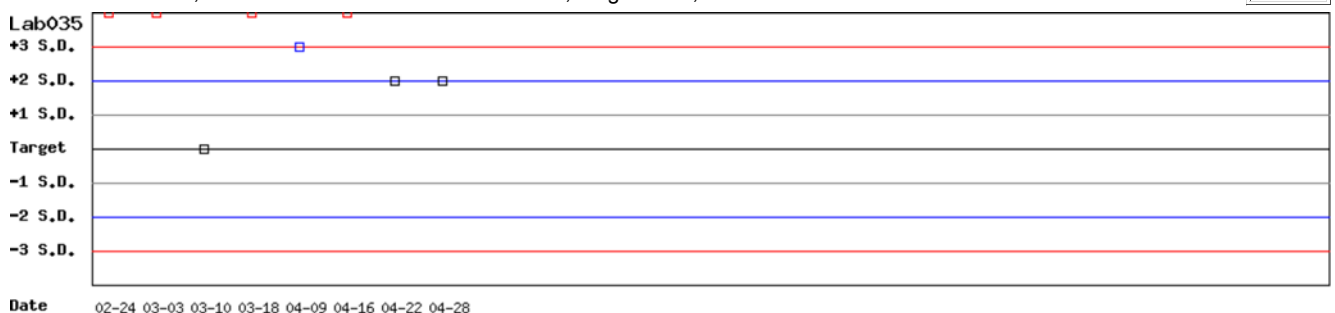 Lab035
+3 S.D.
+2 S.D.
+1 S.D.
Target
-1 S.D.
-2 S.D.
-3 S.D.
Date 02-24 03-03 03-10 03-18 04-09 04-16 04-22 04-28